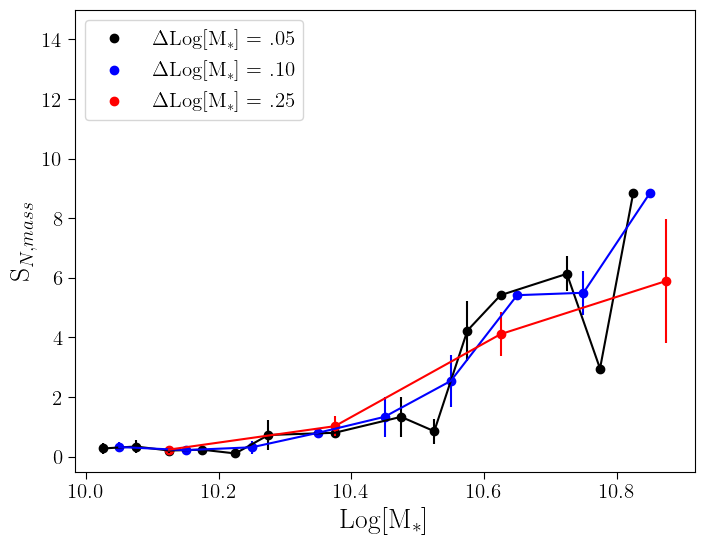 ΔLog[M*] = .05
ΔLog[M*] = .10
ΔLog[M*] = .25
14
12
10
8
6
4
2
0
S_{N,mass}
10.0 10.2 10.4 10.6 10.8
Log[M*]